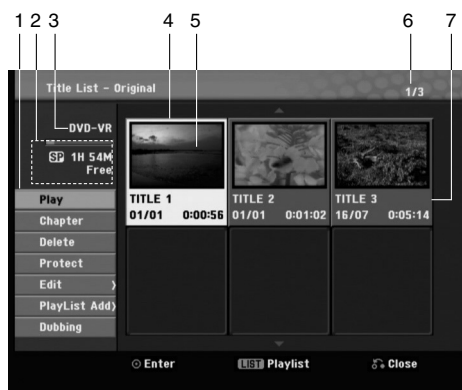 1 2 3 4 5 6 7
Title List - Original
1/3
DVD-VR
SP 1H 54M
Free
Play
Chapter
Delete
Protect
Edit
PlayList Add
Dubbing
TITLE 1
01/01 0:00:56
TITLE 2
01/01 0:01:02
TITLE 3
16/07 0:05:14
Enter
LIST Playlist
Close